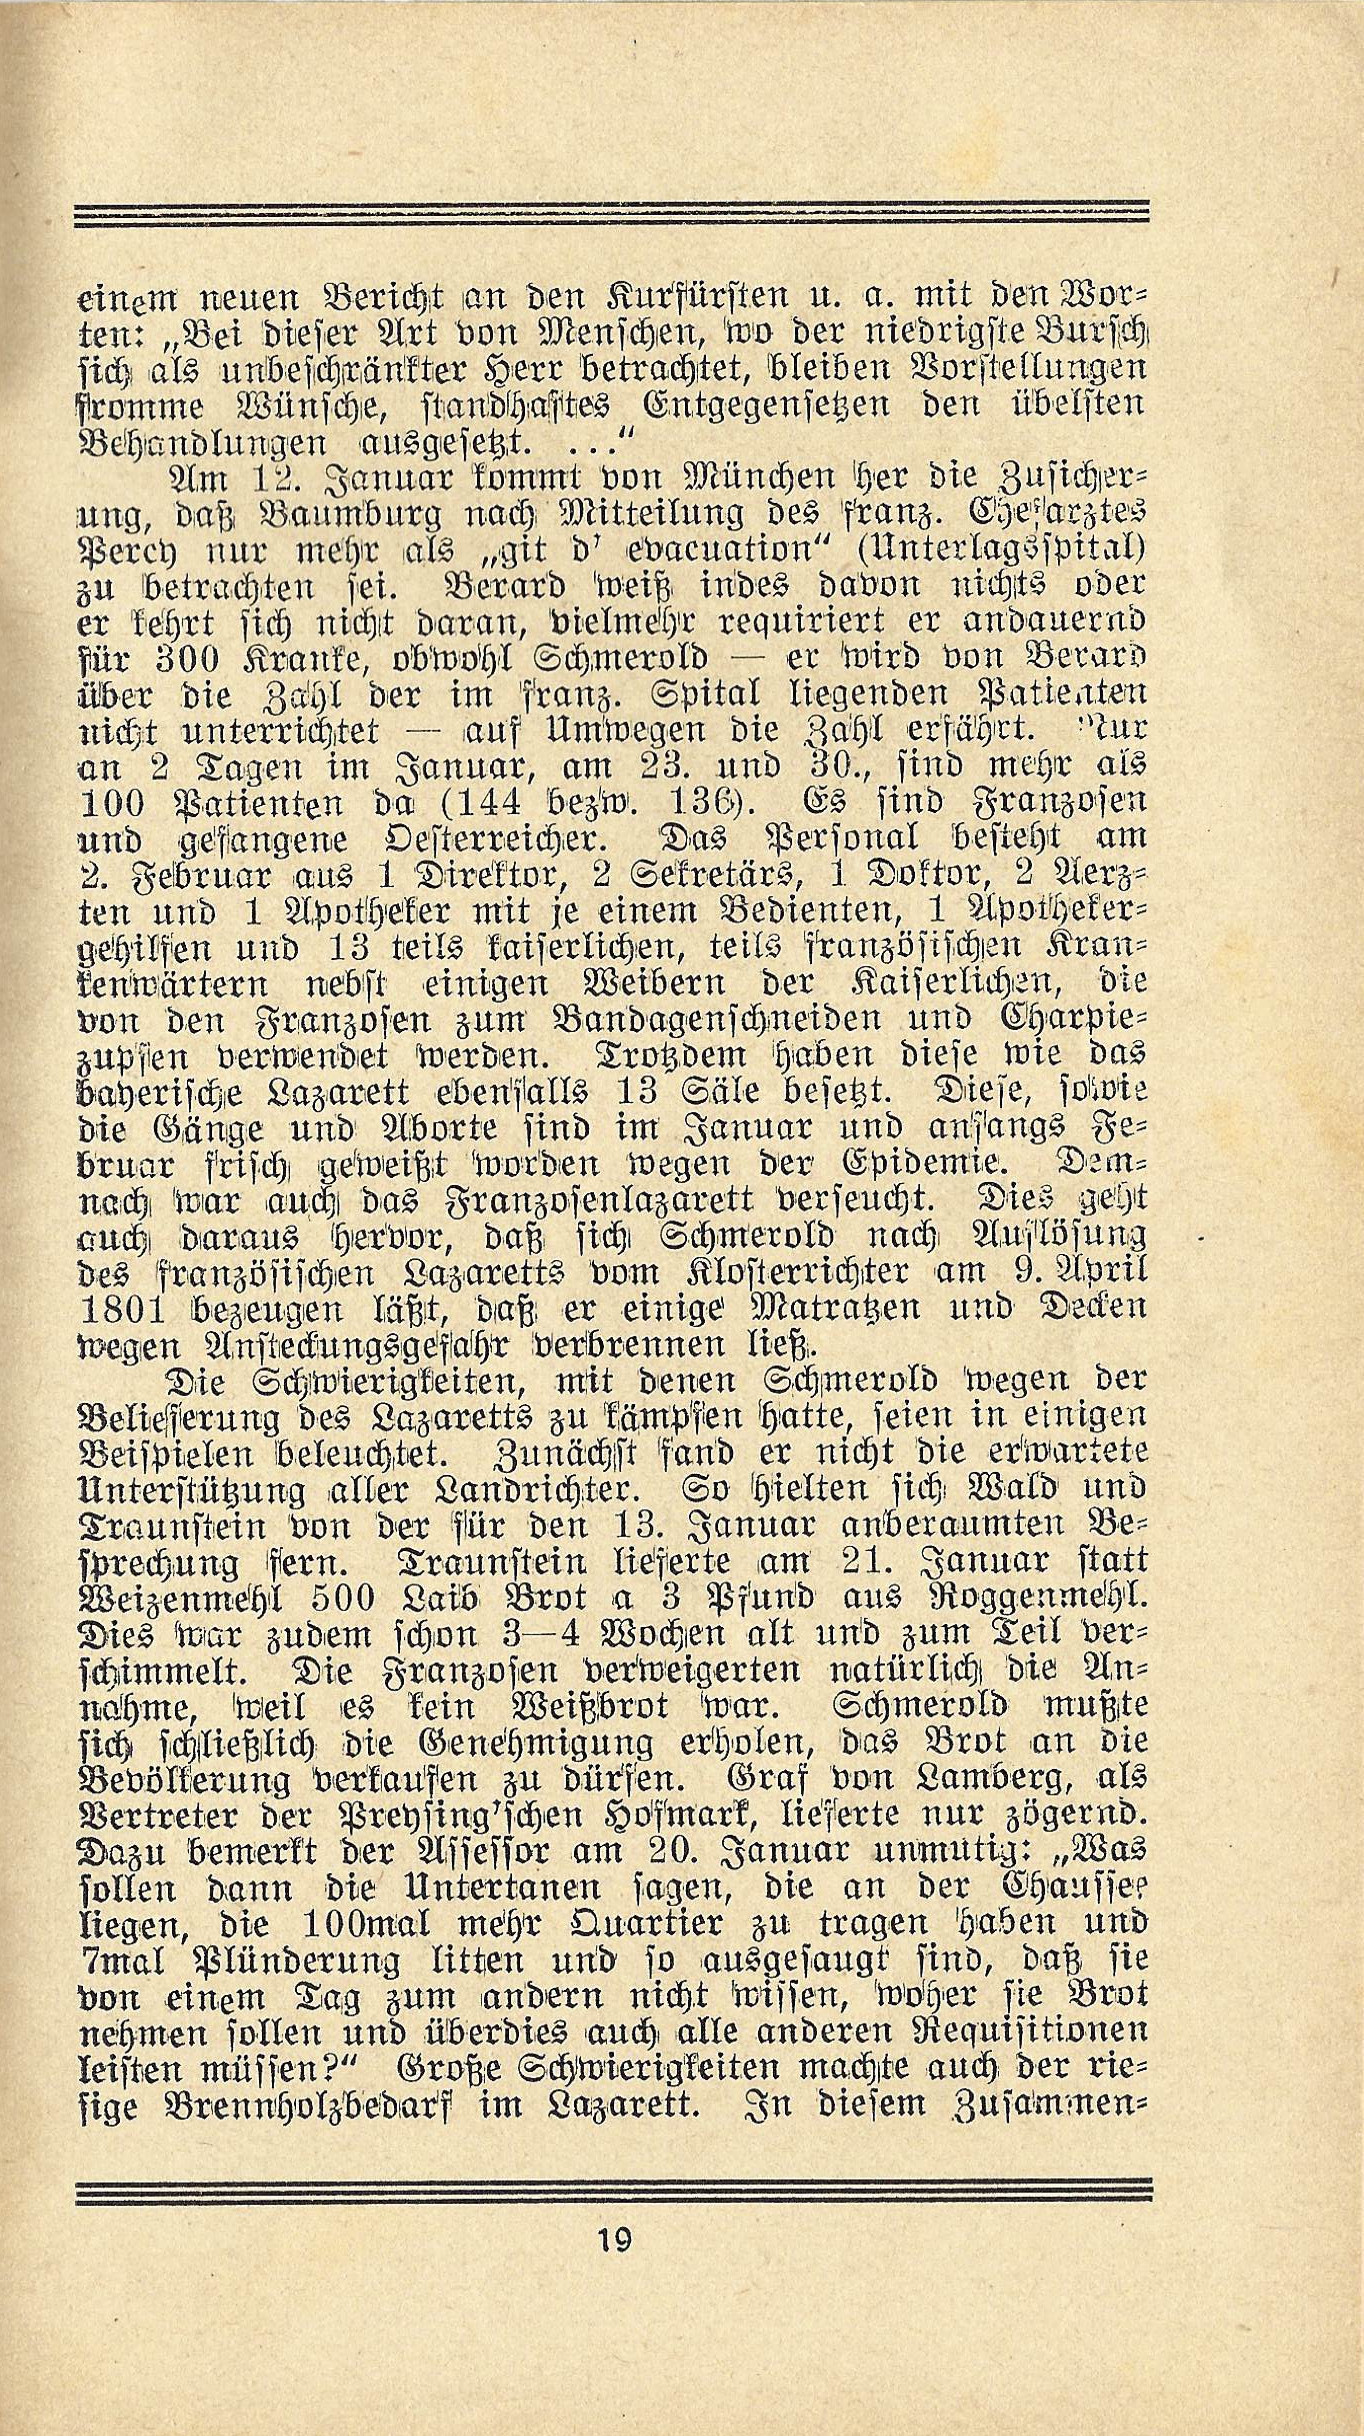 einem neuen Bericht an den Kurfürsten u. a. mit den Wor-
ten: „Bei dieser Art von Menschen, wo der niedrigste Bursch
sich als unbeschränkter Herr betrachtet, bleiben Vorstellungen
fromme Wünsche, standhaftes Entgegensetzen den übelsten
Behandlungen ausgesetzt. . . .“
Am 12. Januar kommt von München her die Zusicher-
ung, daß Baumburg nach Mitteilung des franz. Chefarztes
Percy nur mehr als „git d’ evacuation“ (Unterlagsspital)
zu betrachten sei. Berard weiß indes davon nichts oder
er kehrt sich nicht daran, vielmehr requiriert er andauernd
für 300 Kranke, obwohl Schmerold — er wird von Berard
über die Zahl der im franz. Spital liegenden Patienten
nicht unterrichtet — auf Umwegen die Zahl erfährt. Nur
an 2 Tagen im Januar, am 23. und 30., sind mehr als
100 Patienten da (144 bezw. 136). Es sind Franzosen
und gefangene Oesterreicher. Das Personal besteht am
2. Februar aus 1 Direktor, 2 Sekretärs, 1 Doktor, 2 Aerz-
ten und 1 Apotheker mit je einem Bedienten, 1 Apotheker-
gehilfen und 13 teils kaiserlichen, teils französischen Kran-
kenwärtern nebst einigen Weibern der Kaiserlichen, die
von den Franzosen zum Bandagenschneiden und Charpie-
zupfen verwendet werden. Trotzdem haben diese wie das
bayerische Lazarett ebenfalls 13 Säle besetzt. Diese, sowie
die Gänge und Aborte sind im Januar und anfangs Fe-
bruar frisch geweißt worden wegen der Epidemie. Dem-
nach war auch das Franzosenlazarett verseucht. Dies geht
auch daraus hervor, daß sich Schmerold nach Auflösung
des französischen Lazaretts vom Klosterrichter am 9. April
1801 bezeugen läßt, daß er einige Matratzen und Decken
wegen Ansteckungsgefahr verbrennen ließ.
Die Schwierigkeiten, mit denen Schmerold wegen der
Belieferung des Lazaretts zu kämpfen hatte, seien in einigen
Beispielen beleuchtet. Zunächst fand er nicht die erwartete
Unterstützung aller Landrichter. So hielten sich Wald und
Traunstein von der für den 13. Januar anberaumten Be-
sprechung fern. Traunstein lieferte am 21. Januar statt
Weizenmehl 500 Laib Brot a 3 Pfund aus Roggenmehl.
Dies war zudem schon 3—4 Wochen alt und zum Teil ver-
schimmelt. Die Franzosen verweigerten natürlich die An-
nahme, weil es kein Weißbrot war. Schmerold mußte
sich schließlich die Genehmigung erholen, das Brot an die
Bevölkerung verkaufen zu dürfen. Graf von Lamberg, als
Vertreter der Preysing’schen Hofmark, lieferte nur zögernd.
Dazu bemerkt der Assessor am 20. Januar unmutig: „Was
sollen dann die Untertanen sagen, die an der Chaussee
liegen, die 100mal mehr Quartier zu tragen haben und
7mal Plünderung litten und so ausgesaugt sind, daß sie
von einem Tag zum andern nicht wissen, woher sie Brot
nehmen sollen und überdies auch alle anderen Requisitionen
leisten müssen?“ Große Schwierigkeiten machte auch der rie-
sige Brennholzbedarf im Lazarett. In diesem Zusammen-
19